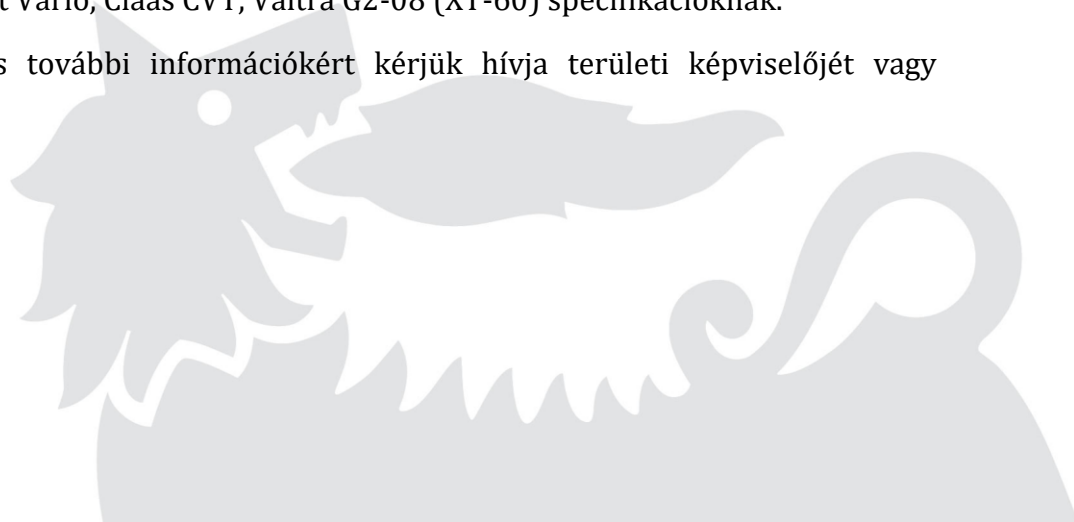 Vario, Claas CVT, Valtra G2-08 (XT-60) specifikációknak.
további információkért kérjük hívja területi képviselőjét vagy